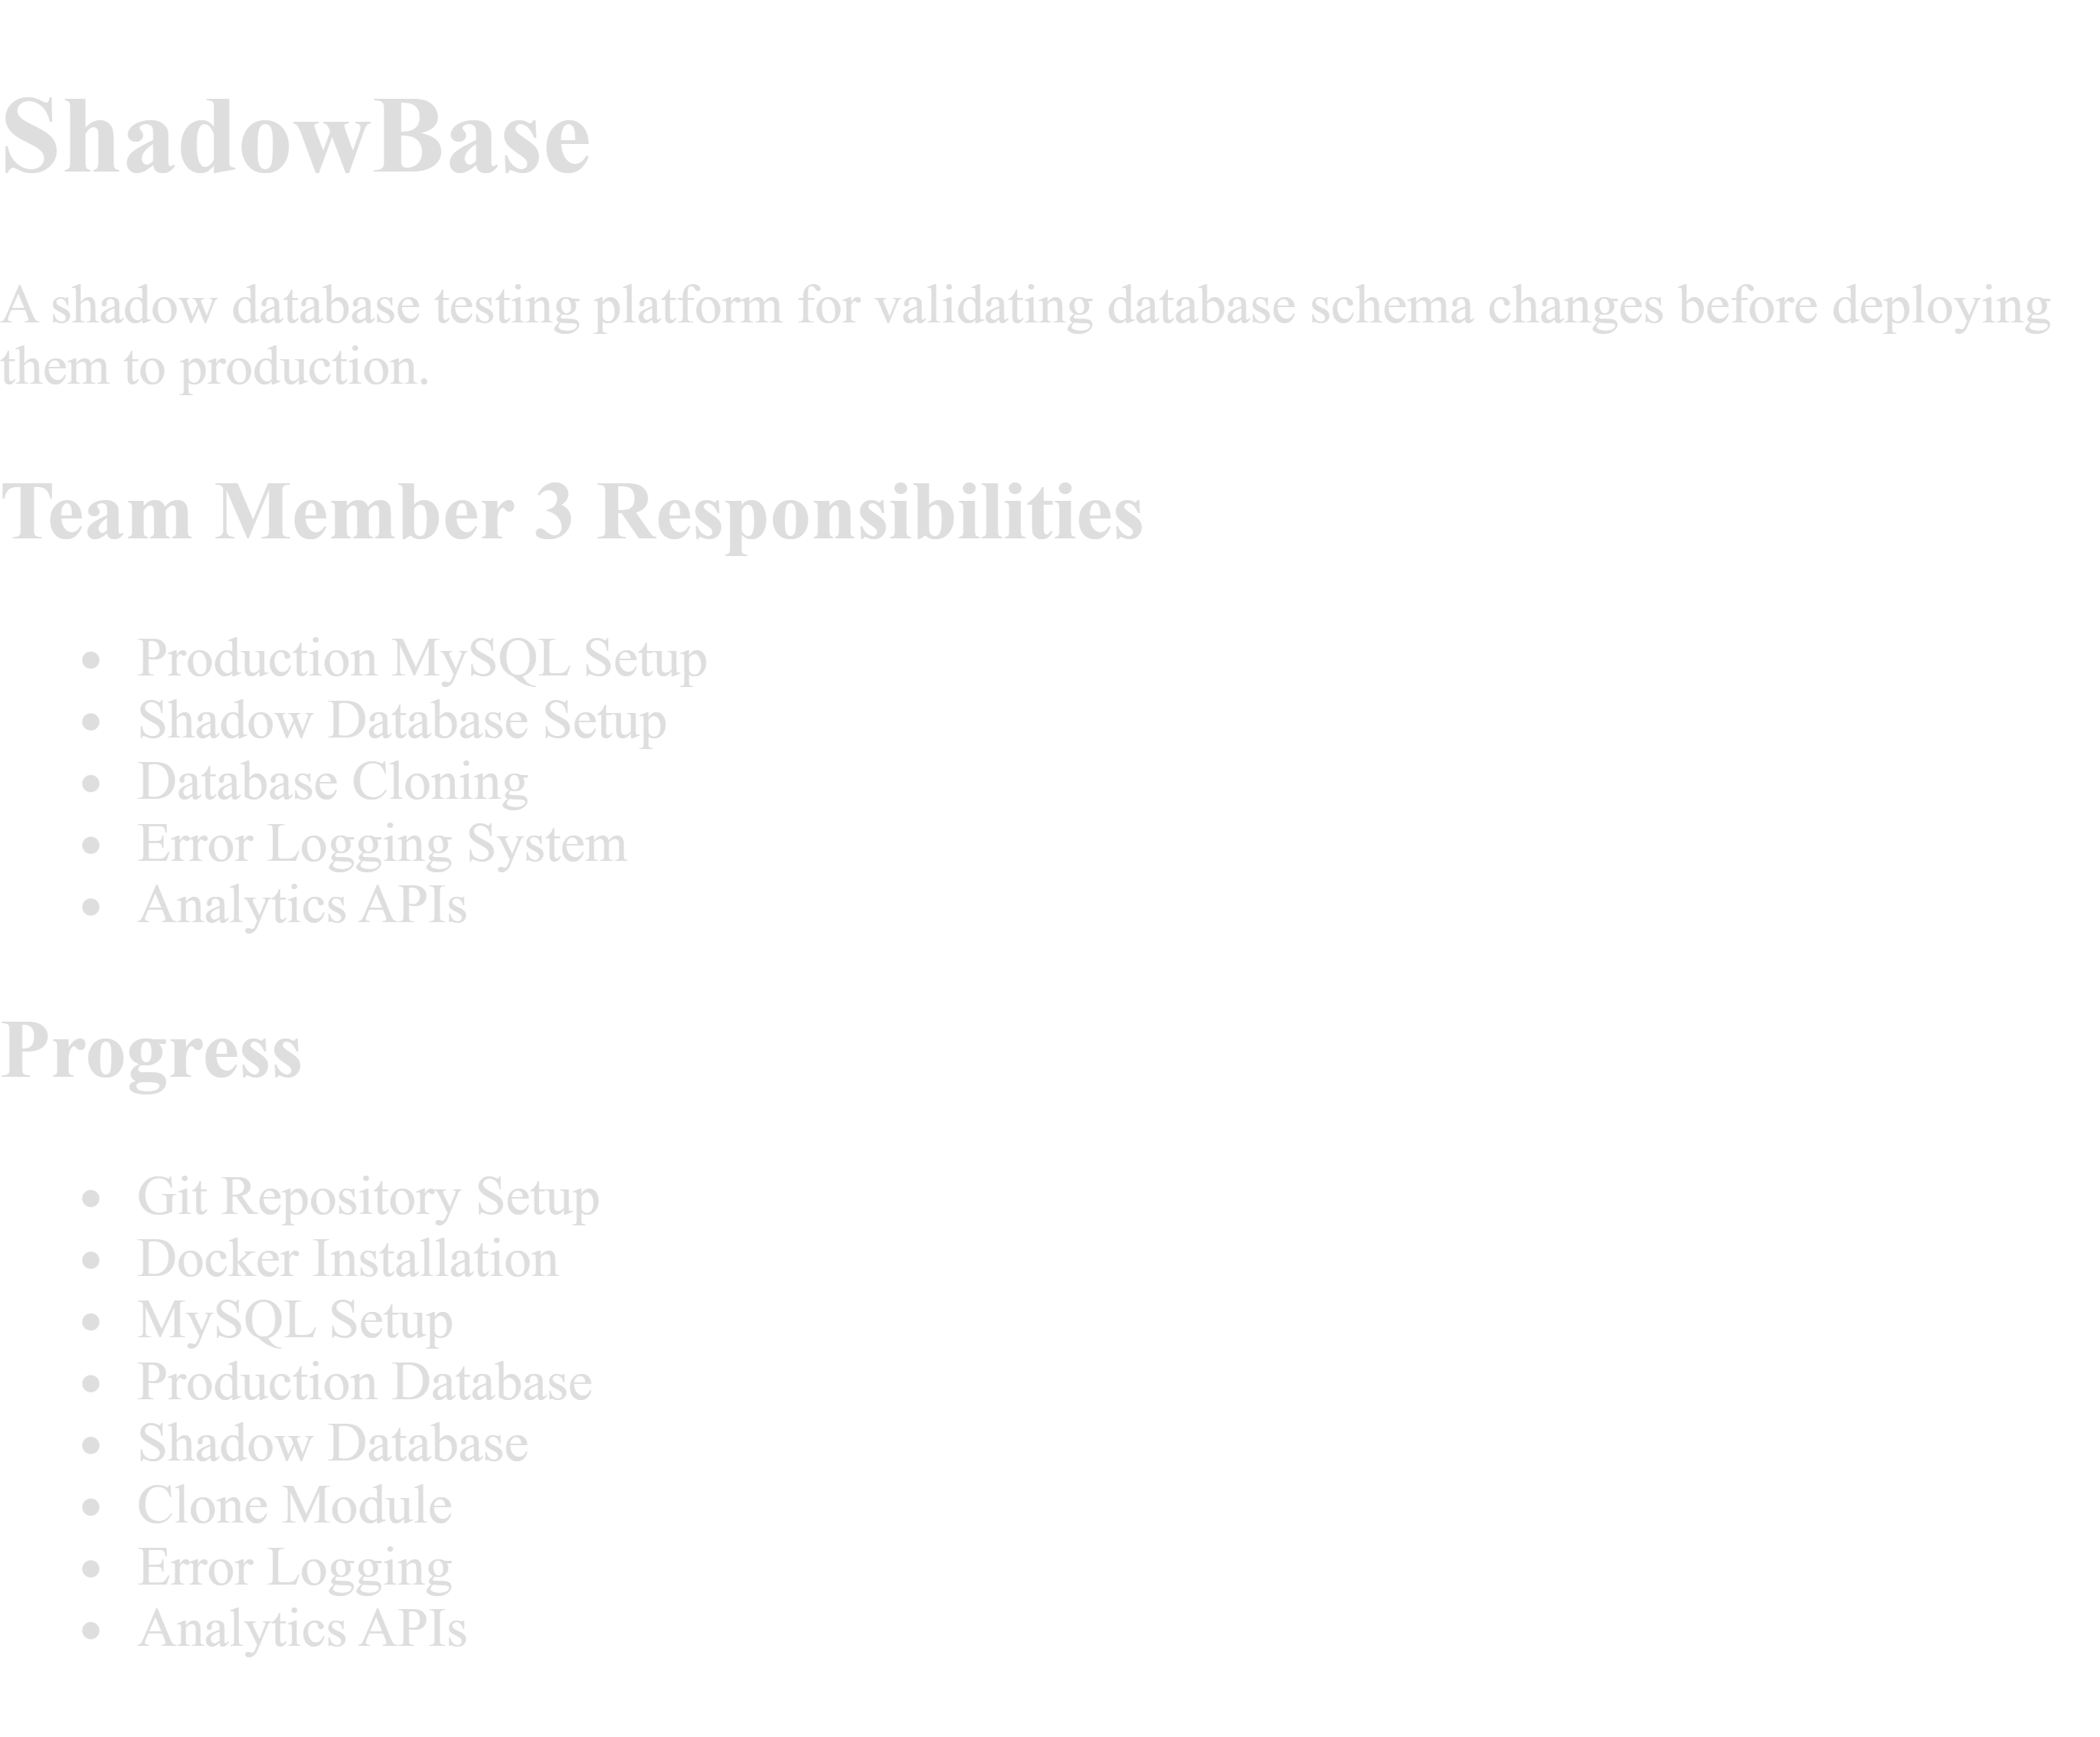 ShadowBase
A shadow database testing platform for validating database schema changes before deploying
them to production.
Team Member 3 Responsibilities
• Production MySQL Setup
• Shadow Database Setup
• Database Cloning
• Error Logging System
• Analytics APIs
Progress
• Git Repository Setup
• Docker Installation
• MySQL Setup
• Production Database
• Shadow Database
• Clone Module
• Error Logging
• Analytics APIs